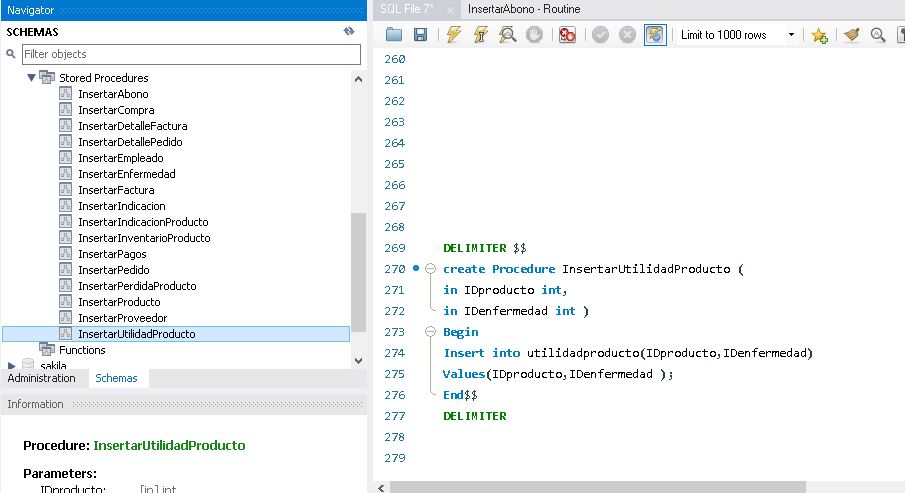 Navigator
SCHEMAS
Filter objects
Stored Procedures
InsertarAbono
InsertarCompra
InsertarDetalleFactura
InsertarDetallePedido
InsertarEmpleado
InsertarEnfermedad
InsertarFactura
InsertarIndicacion
InsertarIndicacionProducto
InsertarInventarioProducto
InsertarPagos
InsertarPedido
InsertarPerdidaProducto
InsertarProducto
InsertarProveedor
InsertarUtilidadProducto
Functions
sakila
Administration Schemas
Information
Procedure: InsertarUtilidadProducto
Parameters:
IDproducto: [in] int
SQL File 7* InsertarAbono - Routine
Limit to 1000 rows
260
261
262
263
264
265
266
267
268
269 DELIMITER $$
270 create Procedure InsertarUtilidadProducto (
271 in IDproducto int,
272 in IDenfermedad int )
273 Begin
274 Insert into utilidadproducto(IDproducto,IDenfermedad)
275 Values(IDproducto,IDenfermedad );
276 End$$
277 DELIMITER
278
279